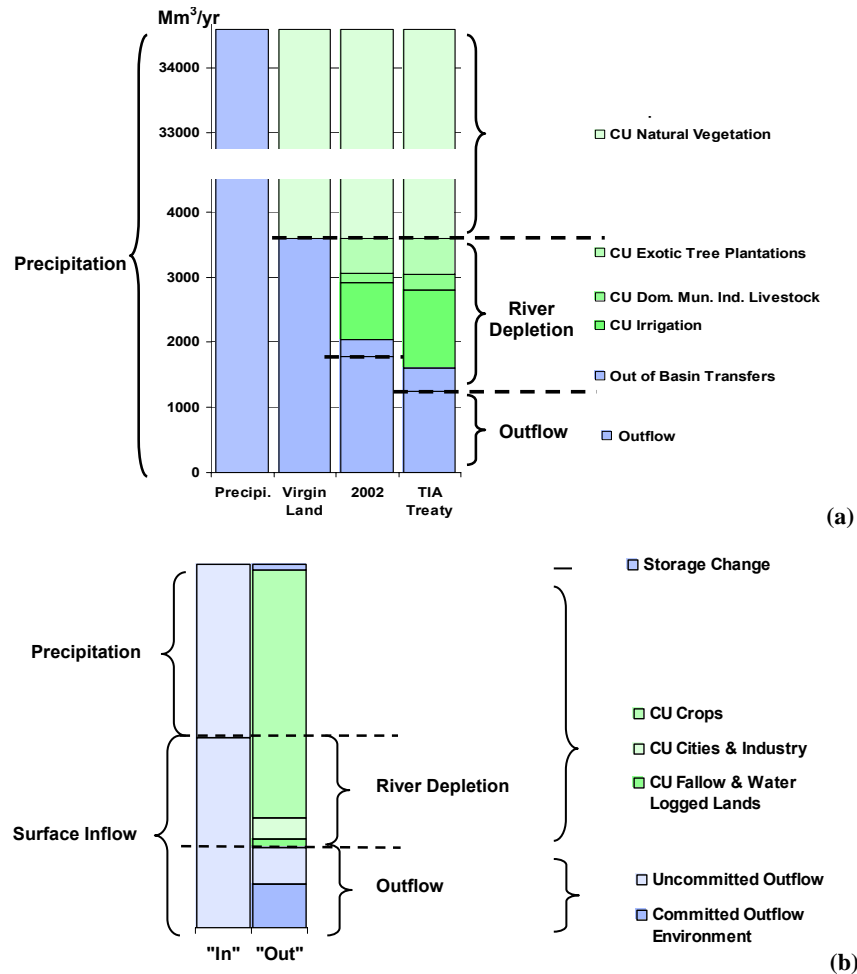 Mm³/yr
34000
33000
4000
3000
2000
1000
0
Precipitation
Precipi.
Virgin
Land
2002
TIA
Treaty
River
Depletion
Outflow
CU Natural Vegetation
CU Exotic Tree Plantations
CU Dom. Mun. Ind. Livestock
CU Irrigation
Out of Basin Transfers
Outflow
(a)
Precipitation
Surface Inflow
"In"
"Out"
River Depletion
Outflow
Storage Change
CU Crops
CU Cities & Industry
CU Fallow & Water
Logged Lands
Uncommitted Outflow
Committed Outflow
Environment
(b)